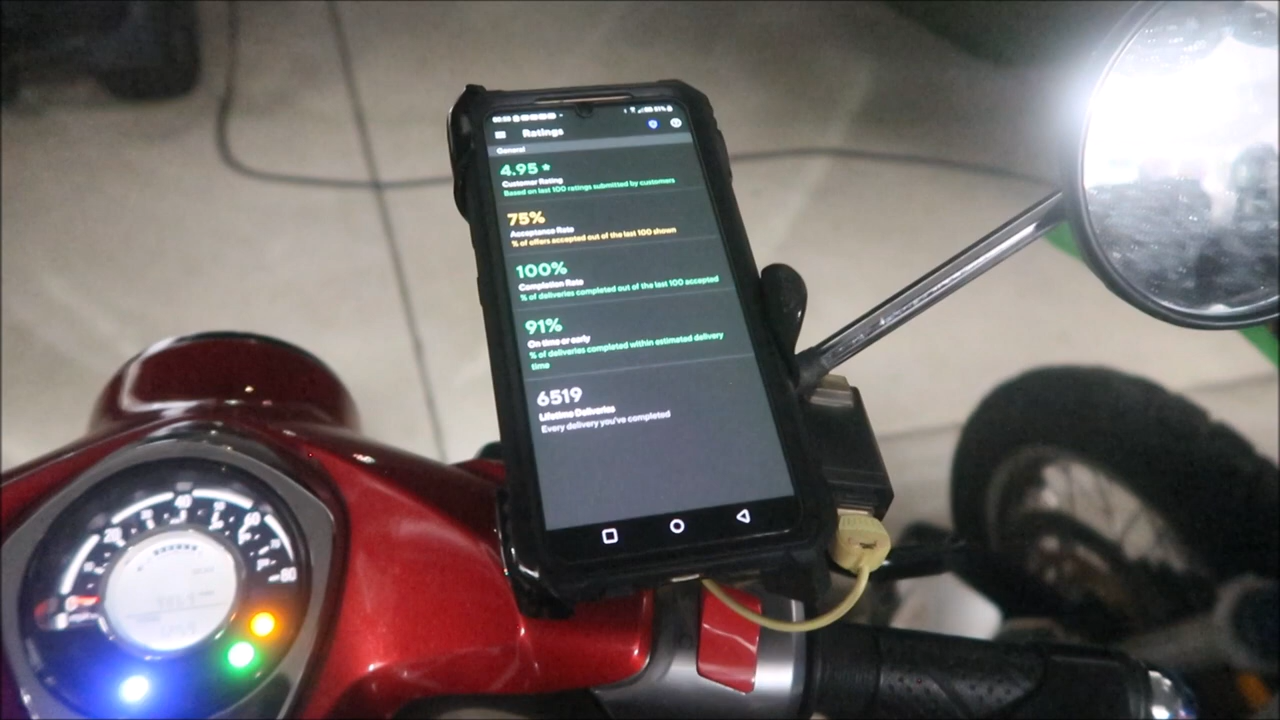 Ratings
General
4.95
Customer Rating
Based on last 100 ratings submitted by customers
75%
Acceptance Rate
% of offers accepted out of the last 100 shown
100%
Completion Rate
% of deliveries completed out of the last 100 accepted
91%
On time or early
% of deliveries completed within estimated delivery
time
6519
Lifetime Deliveries
Every delivery you've completed
40
80